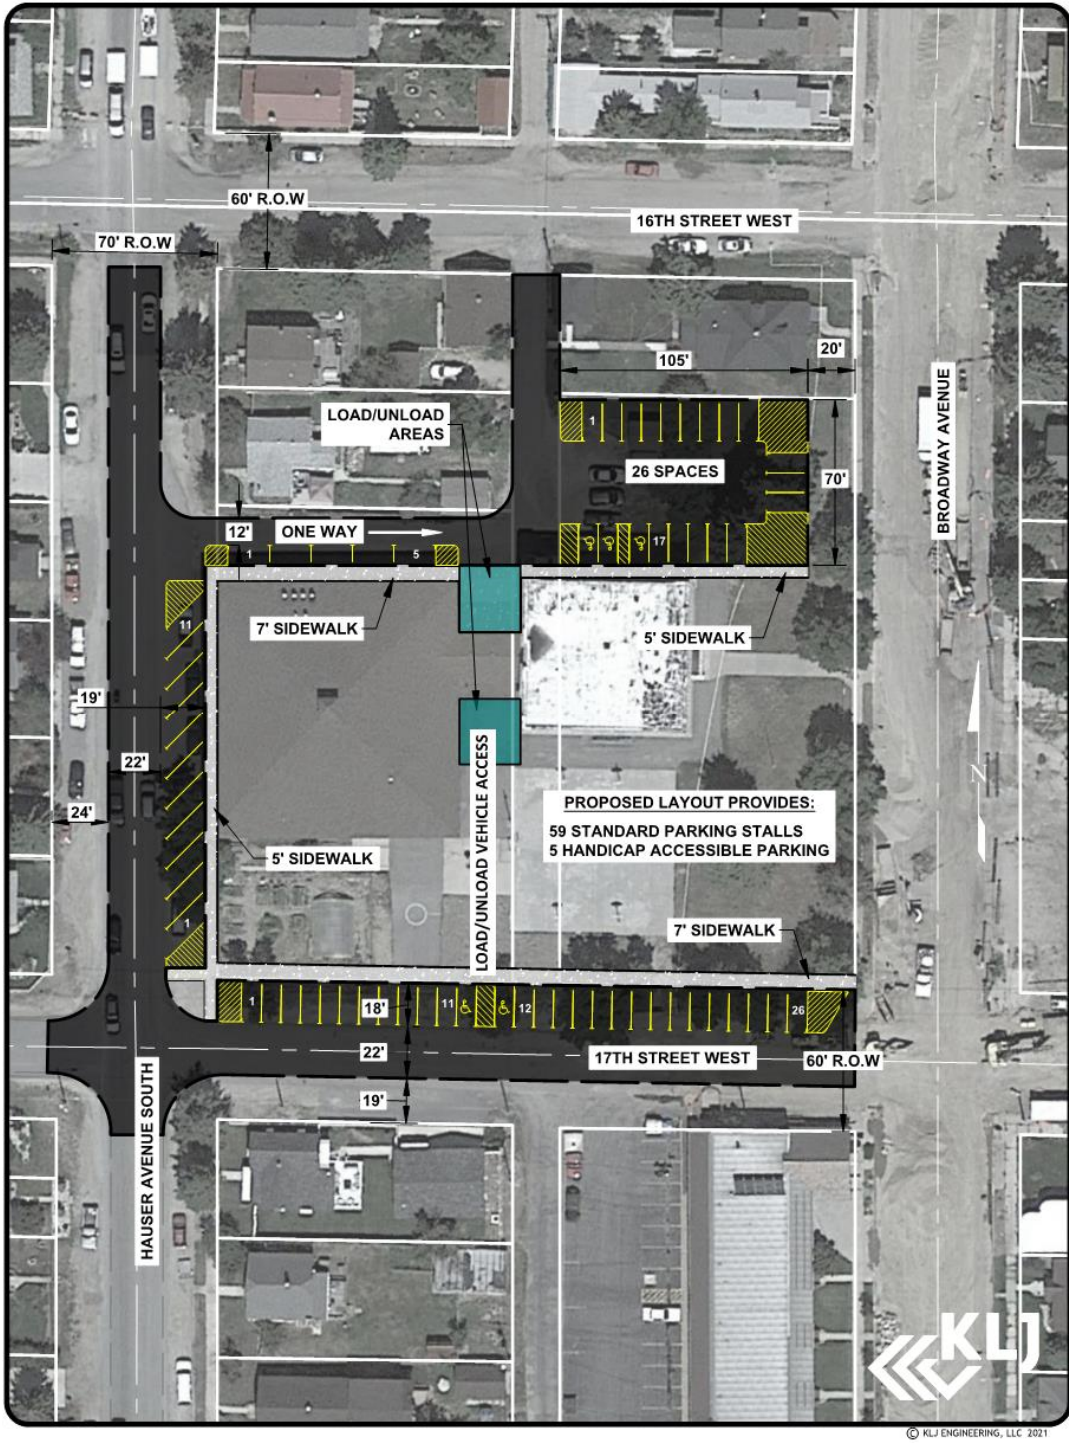 60' R.O.W
16TH STREET WEST
70' R.O.W
20'
105'
LOAD/UNLOAD
AREAS
1
26 SPACES
70'
BROADWAY AVENUE
12'
ONE WAY
17
1
5
7' SIDEWALK
5' SIDEWALK
11
19'
22'
24'
N
LOAD/UNLOAD VEHICLE ACCESS
PROPOSED LAYOUT PROVIDES:
59 STANDARD PARKING STALLS
5 HANDICAP ACCESSIBLE PARKING
5' SIDEWALK
1
7' SIDEWALK
1
18'
11
12
26
22'
17TH STREET WEST
60' R.O.W
19'
HAUSER AVENUE SOUTH
KLJ
© KLJ ENGINEERING, LLC 2021